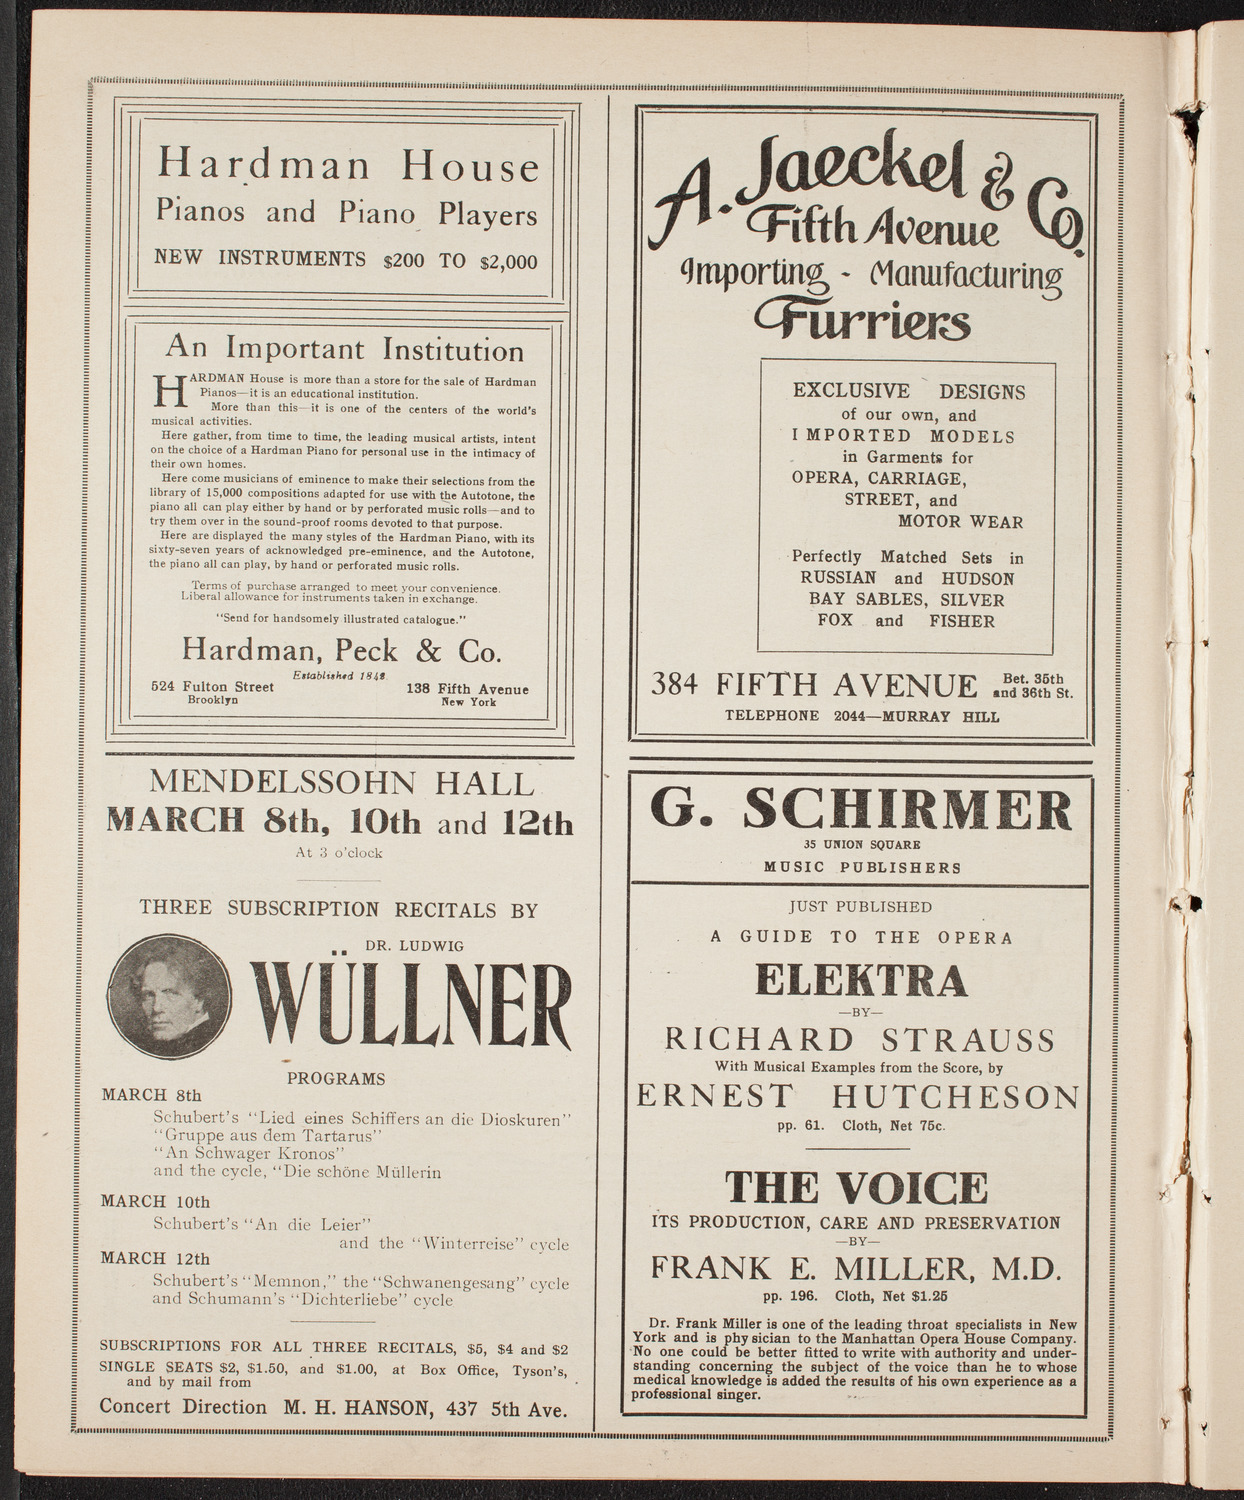 Hardman House
Pianos and Piano Players
NEW INSTRUMENTS $200 TO $2,000
An Important Institution
HARDMAN House is more than a store for the sale of Hardman
Pianos—it is an educational institution.
More than this—it is one of the centers of the world's
musical activities.
Here gather, from time to time, the leading musical artists, intent
on the choice of a Hardman Piano for personal use in the intimacy of
their own homes.
Here come musicians of eminence to make their selections from the
library of 15,000 compositions adapted for use with the Autotone, the
piano all can play either by hand or by perforated music rolls—and to
try them over in the sound-proof rooms devoted to that purpose.
Here are displayed the many styles of the Hardman Piano, with its
sixty-seven years of acknowledged pre-eminence, and the Autotone,
the piano all can play, by hand or perforated music rolls.
Terms of purchase arranged to meet your convenience.
Liberal allowance for instruments taken in exchange.
"Send for handsomely illustrated catalogue."
Hardman, Peck & Co.
Established 1842.
524 Fulton Street
Brooklyn
138 Fifth Avenue
New York
MENDELSSOHN HALL
MARCH 8th, 10th and 12th
At 3 o'clock
THREE SUBSCRIPTION RECITALS BY
DR. LUDWIG
WÜLLNER
PROGRAMS
MARCH 8th
Schubert's "Lied eines Schiffers an die Dioskuren"
"Gruppe aus dem Tartarus"
"An Schwager Kronos"
and the cycle, "Die schöne Müllerin
MARCH 10th
Schubert's "An die Leier"
and the "Winterreise" cycle
MARCH 12th
Schubert's "Memnon," the "Schwanengesang" cycle
and Schumann's "Dichterliebe" cycle
SUBSCRIPTIONS FOR ALL THREE RECITALS, $5, $4 and $2
SINGLE SEATS $2, $1.50, and $1.00, at Box Office, Tyson's,
and by mail from
Concert Direction M. H. HANSON, 437 5th Ave.
A. Jaeckel & Co.
Fifth Avenue
Importing - Manufacturing
Furriers
EXCLUSIVE DESIGNS
of our own, and
IMPORTED MODELS
in Garments for
OPERA, CARRIAGE,
STREET, and
MOTOR WEAR
Perfectly Matched Sets in
RUSSIAN and HUDSON
BAY SABLES, SILVER
FOX and FISHER
384 FIFTH AVENUE Bet. 35th
and 36th St.
TELEPHONE 2044—MURRAY HILL
G. SCHIRMER
35 UNION SQUARE
MUSIC PUBLISHERS
JUST PUBLISHED
A GUIDE TO THE OPERA
ELEKTRA
—BY—
RICHARD STRAUSS
With Musical Examples from the Score, by
ERNEST HUTCHESON
pp. 61. Cloth, Net 75c.
THE VOICE
ITS PRODUCTION, CARE AND PRESERVATION
—BY—
FRANK E. MILLER, M.D.
pp. 196. Cloth, Net $1.25
Dr. Frank Miller is one of the leading throat specialists in New
York and is physician to the Manhattan Opera House Company.
No one could be better fitted to write with authority and under-
standing concerning the subject of the voice than he to whose
medical knowledge is added the results of his own experience as a
professional singer.